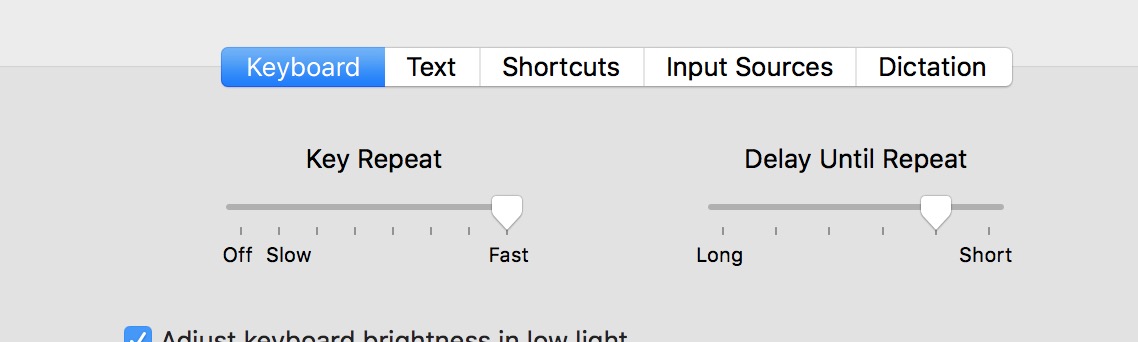 Keyboard Text Shortcuts Input Sources Dictation
Key Repeat Delay Until Repeat
Off Slow Fast Long Short
Adjust keyboard brightness in low light